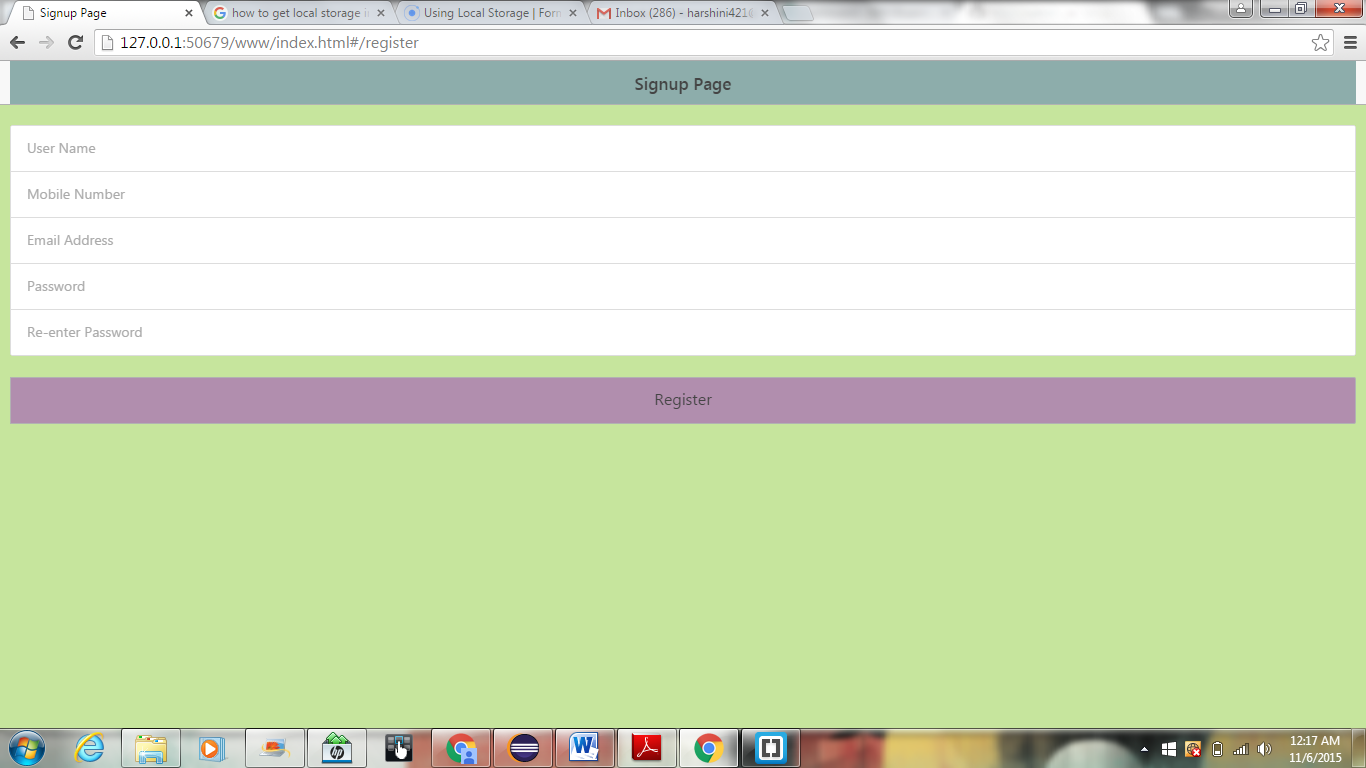 Signup Page
how to get local storage i
Using Local Storage | For
Inbox (286) - harshini421
127.0.0.1:50679/www/index.html#/register
Signup Page
User Name
Mobile Number
Email Address
Password
Re-enter Password
Register
hp
W
12:17 AM
11/6/2015